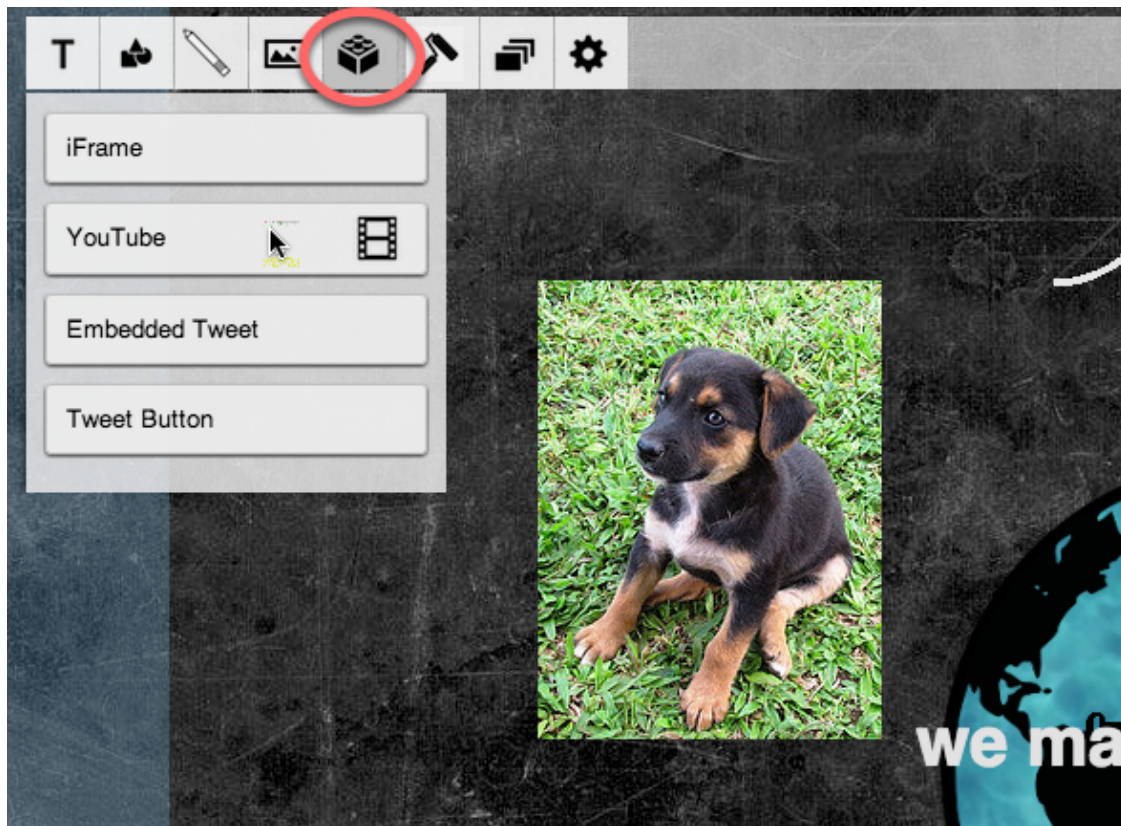 T
iFrame
YouTube
Embedded Tweet
Tweet Button
we ma